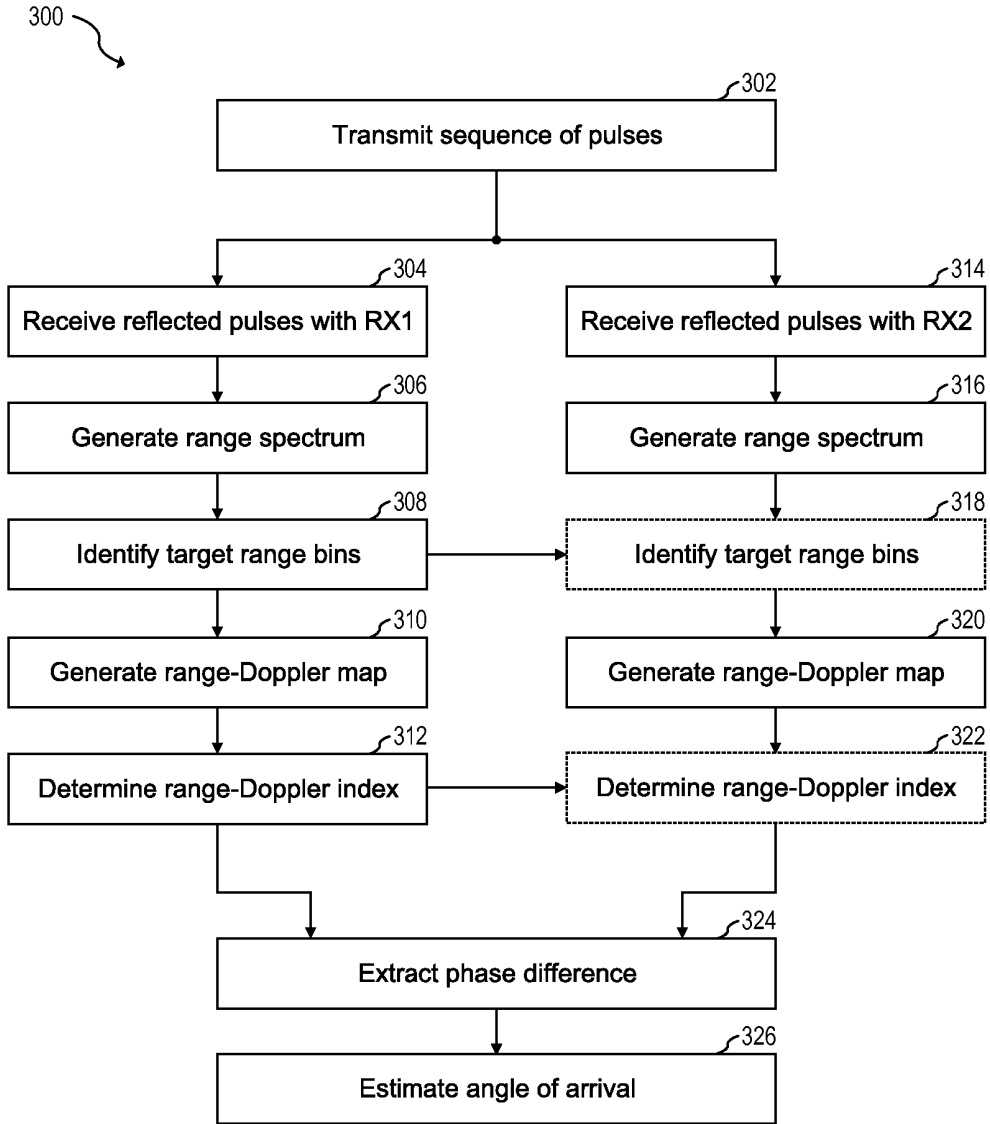 300
302
Transmit sequence of pulses
304
Receive reflected pulses with RX1
314
Receive reflected pulses with RX2
306
Generate range spectrum
316
Generate range spectrum
308
Identify target range bins
318
Identify target range bins
310
Generate range-Doppler map
320
Generate range-Doppler map
312
Determine range-Doppler index
322
Determine range-Doppler index
324
Extract phase difference
326
Estimate angle of arrival